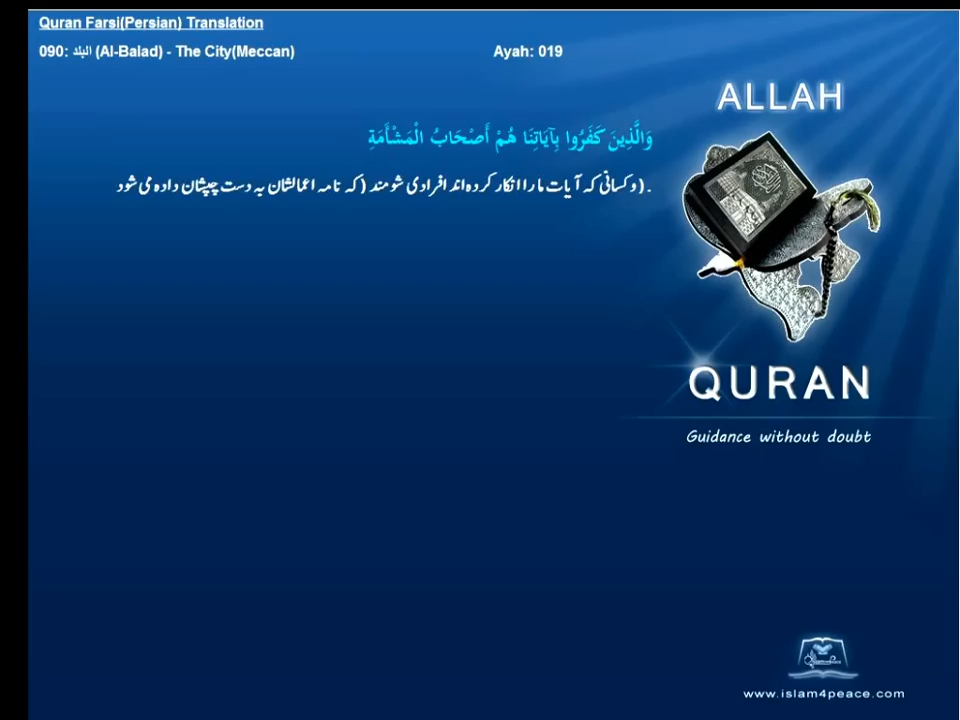 Quran Farsi(Persian) Translation
090: البلد (Al-Balad) - The City(Meccan) Ayah: 019
ALLAH
وَالَّذِينَ كَفَرُوا بِآيَاتِنَا هُمْ أَصْحَابُ الْمَشْأَمَةِ
. (و کسانی که آیات ما را انکار کرده‌اند افرادی شومند (که نامه اعمالشان به دست چپشان داده می‌شود
QURAN
Guidance without doubt
www.islam4peace.com